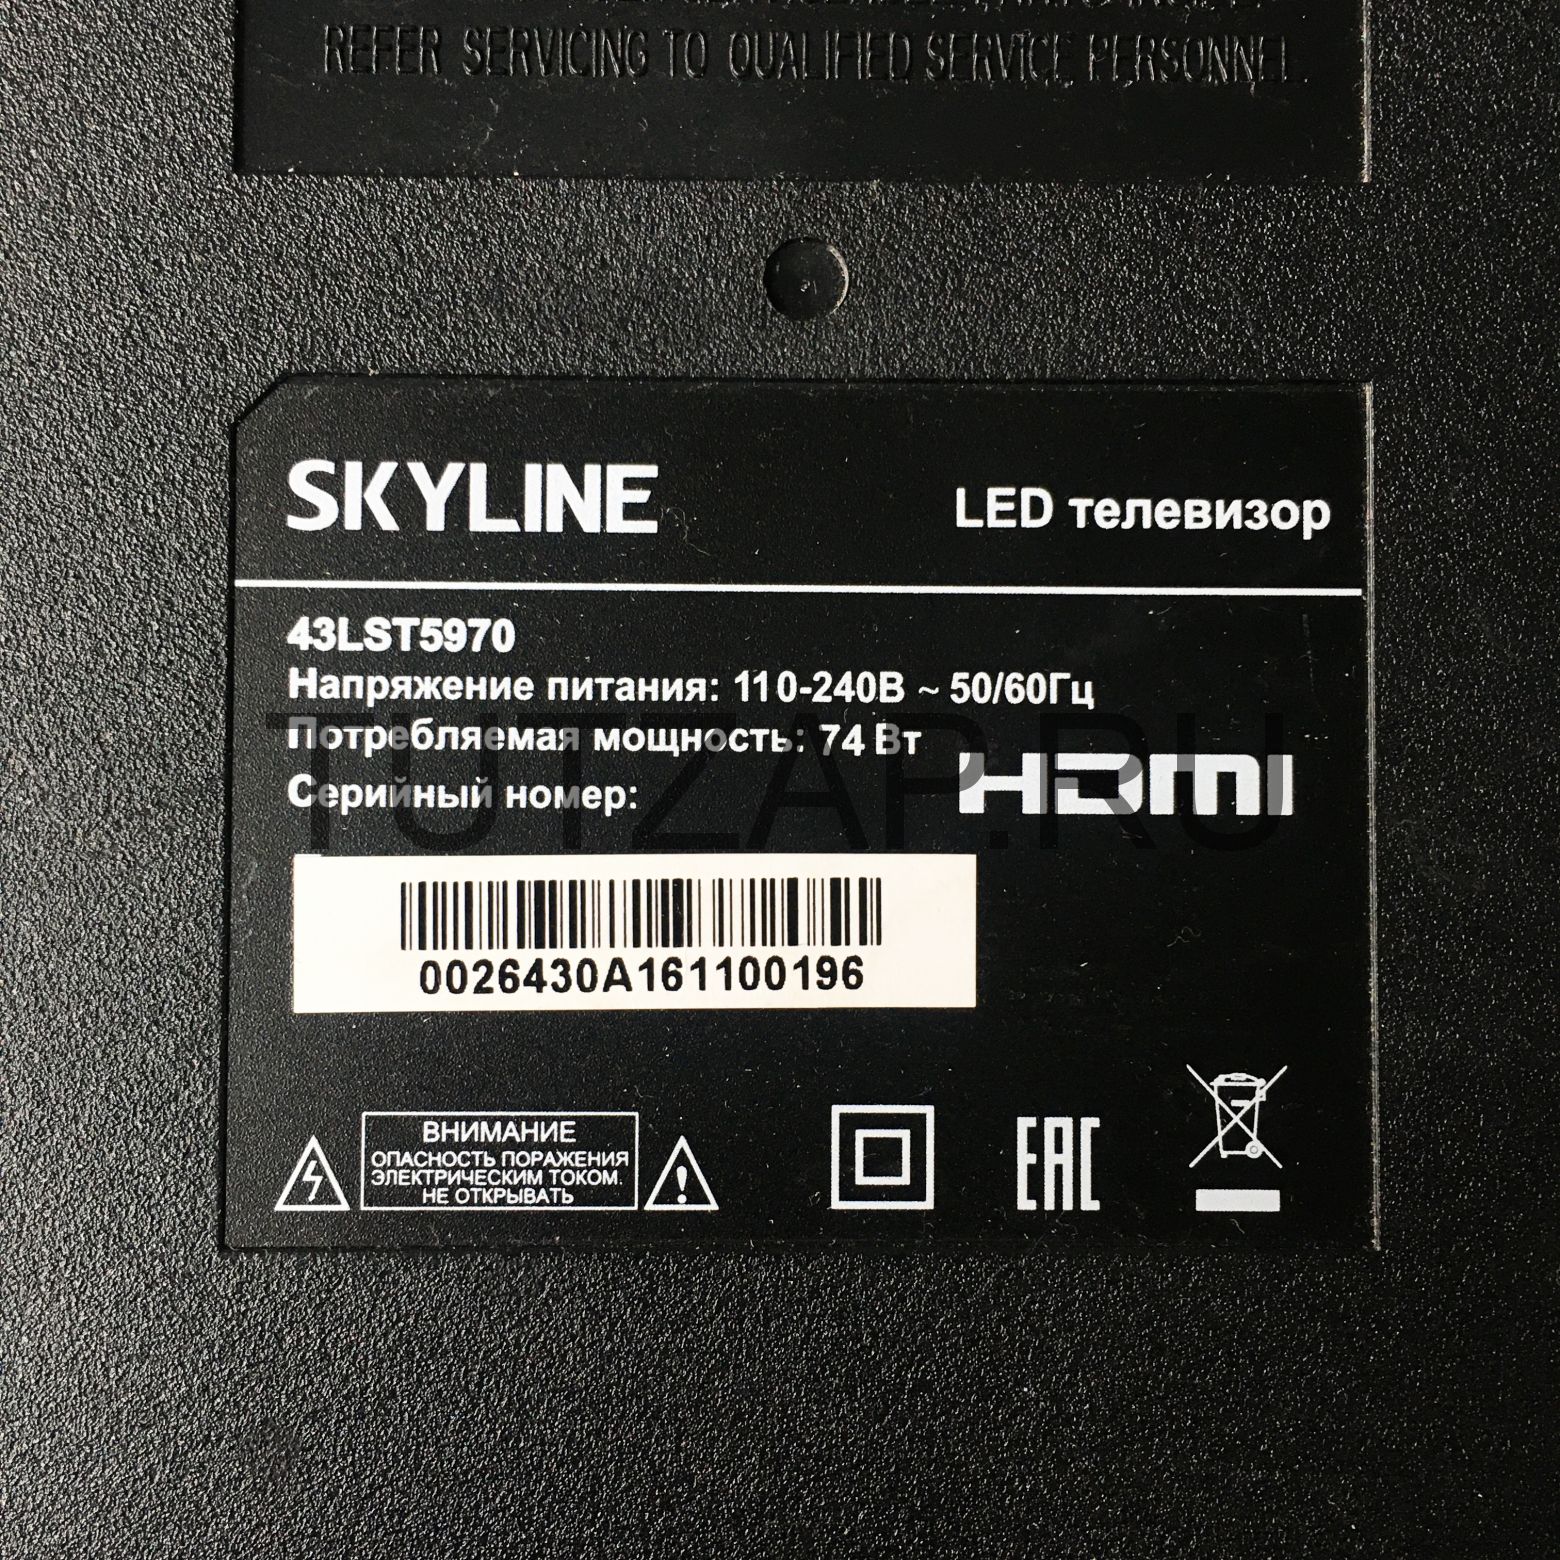 REFER SERVICING TO QUALIFIED SERVICE PERSONNEL.
SKYLINE
LED телевизор
43LST5970
Напряжение питания: 110-240В ~ 50/60Гц
Потребляемая мощность: 74 Вт
Серийный номер:
HDMI
TUTZAP.RU
0026430A161100196
ВНИМАНИЕ
ОПАСНОСТЬ ПОРАЖЕНИЯ
ЭЛЕКТРИЧЕСКИМ ТОКОМ.
НЕ ОТКРЫВАТЬ
EAC